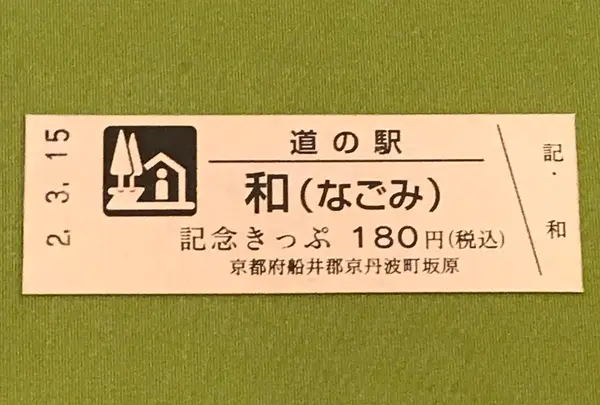 2. 3. 15
道の駅
和(なごみ)
記念きっぷ 180円(税込)
京都府船井郡京丹波町坂原
記・和